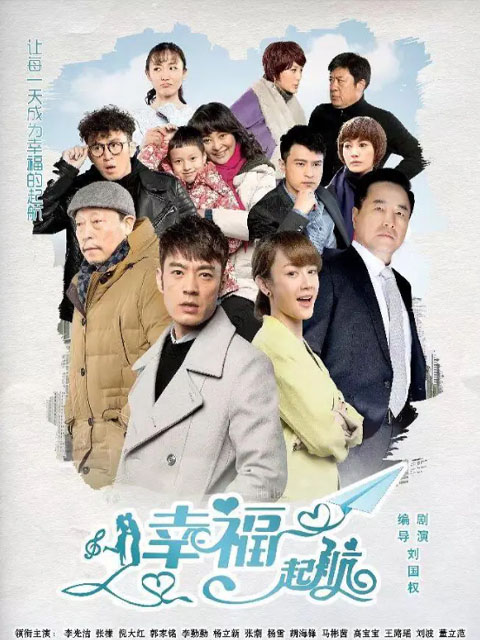 让每一天成为幸福的起航
幸福
起航
编剧
导演
刘国权
领衔主演：李光洁 张檬 倪大红 郭家铭 李勤勤 杨立新 张潮 杨雪 隋海锋 马彬茵 高宝宝 王路瑶 刘波 董立范